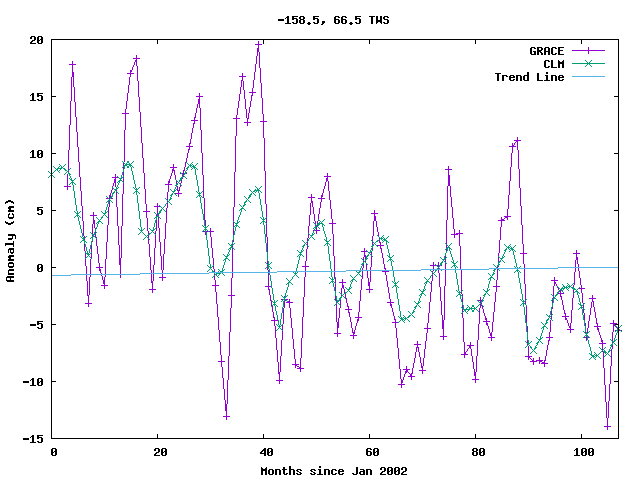 -158.5, 66.5 TWS
GRACE
CLM
Trend Line
20
15
10
5
0
-5
-10
-15
Anomaly (cm)
0 20 40 60 80 100
Months since Jan 2002